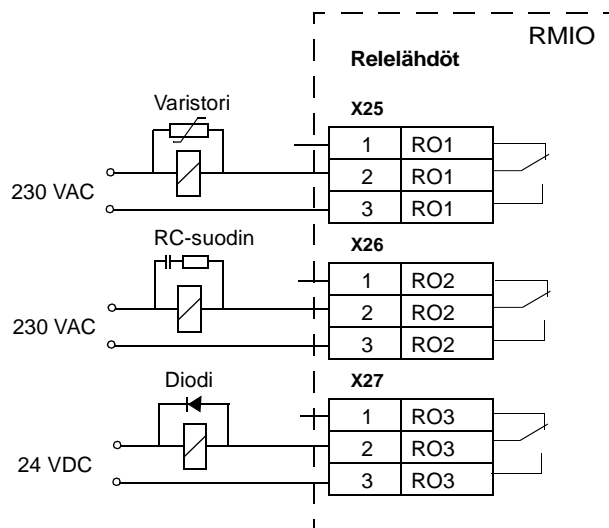 RMIO
Relelähdöt
Varistori
X25
1 RO1
2 RO1
3 RO1
230 VAC
RC-suodin
X26
1 RO2
2 RO2
3 RO2
230 VAC
Diodi
X27
1 RO3
2 RO3
3 RO3
24 VDC